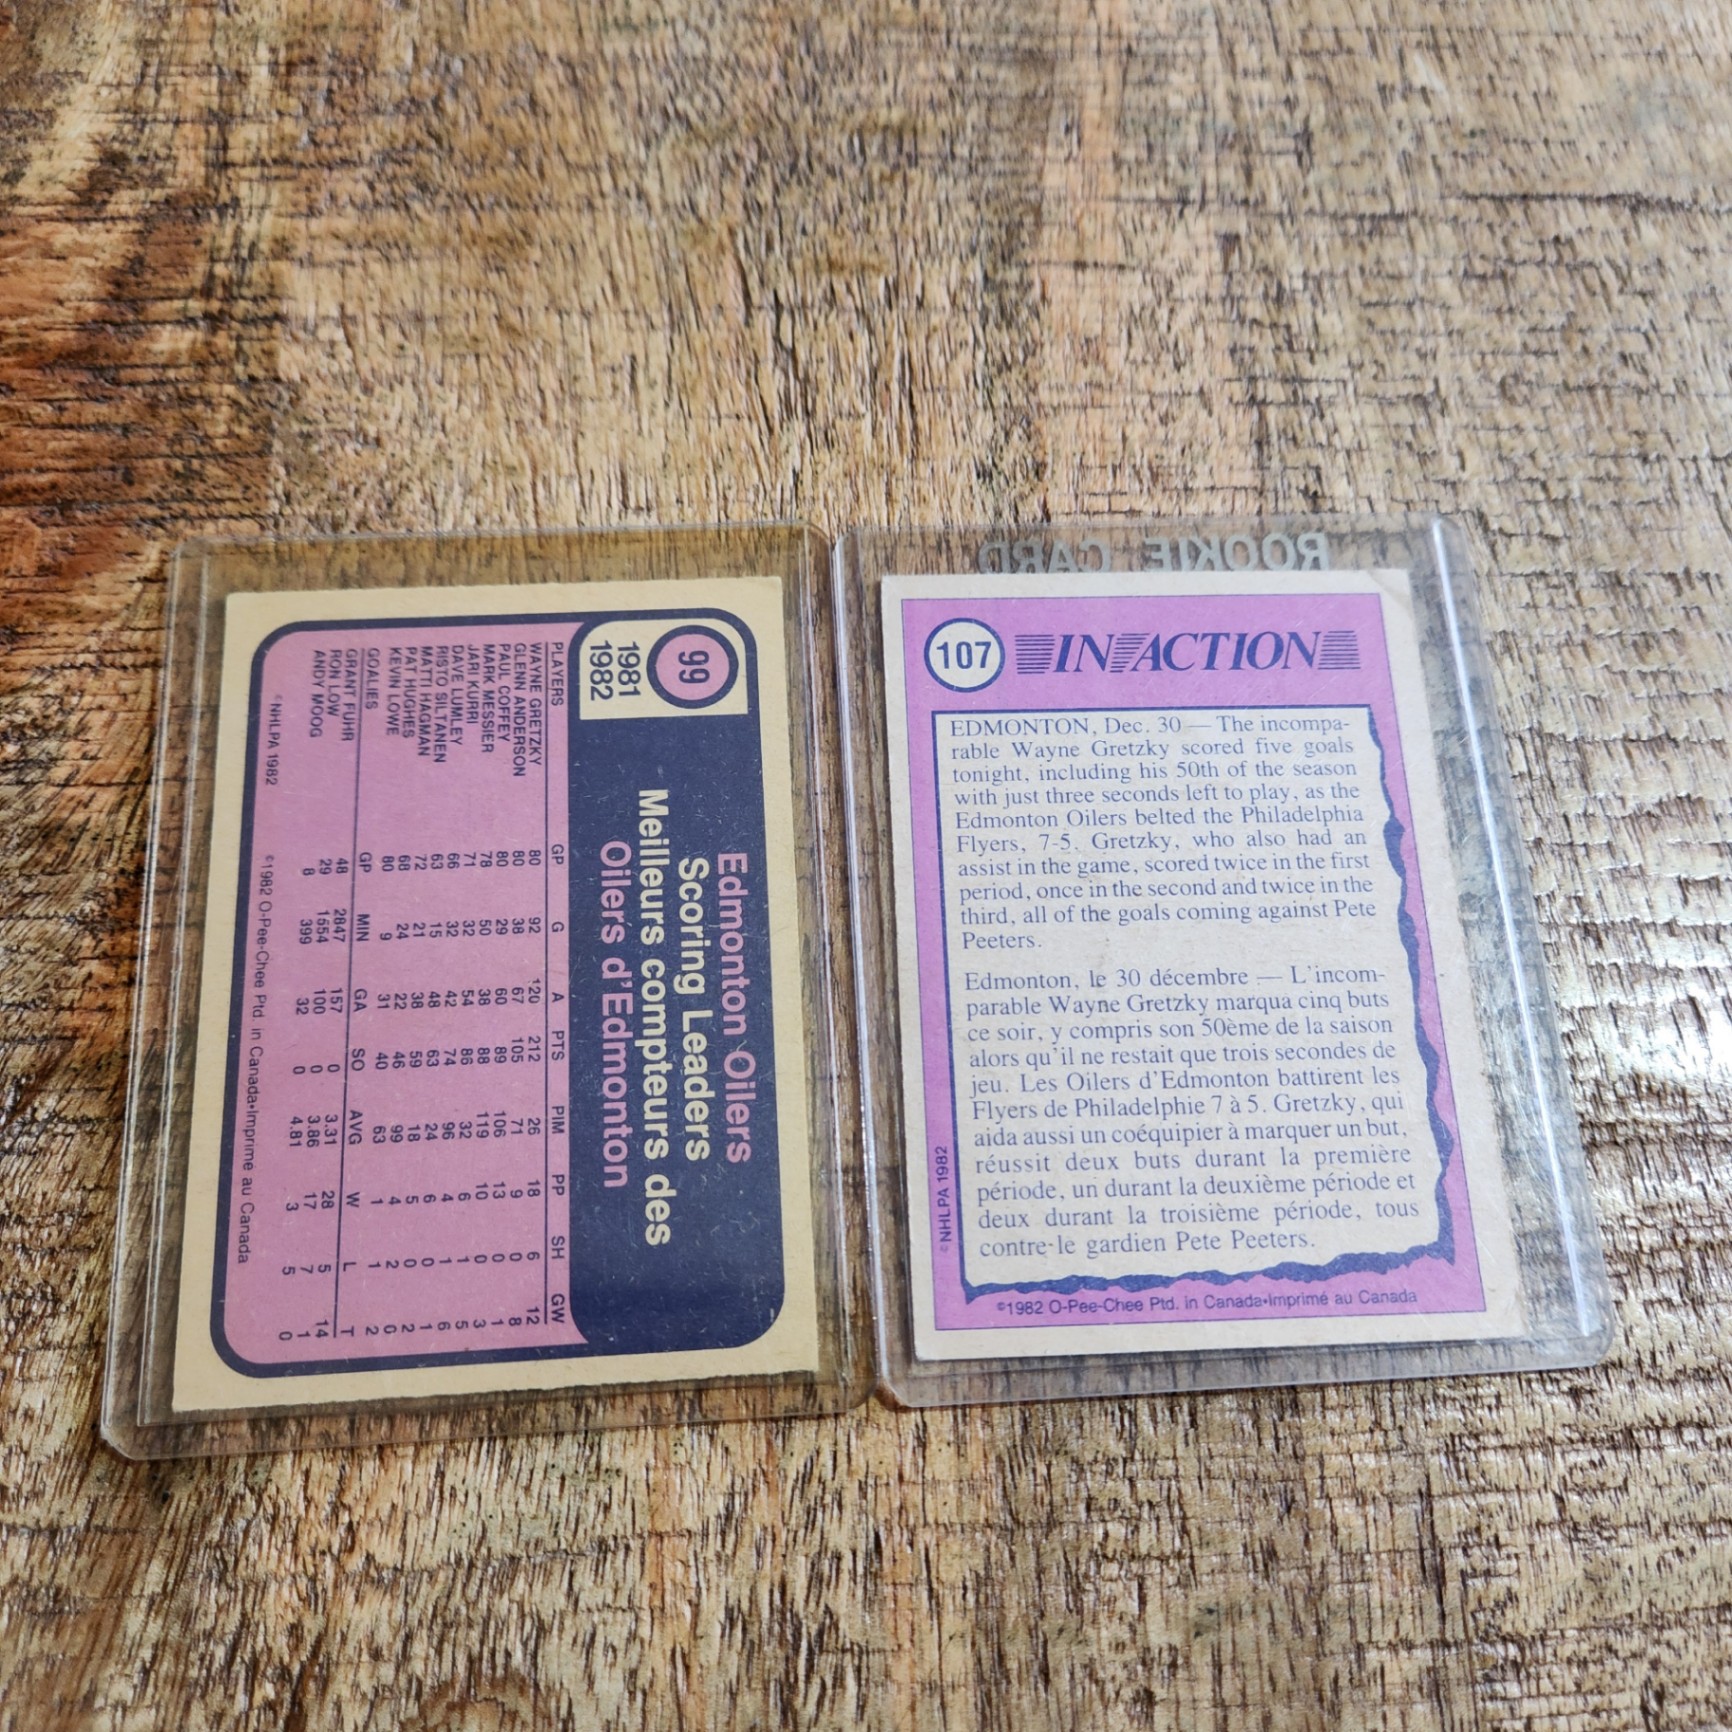 99
1981
1982
Edmonton Oilers
Scoring Leaders
Meilleurs compteurs des
Oilers d'Edmonton
PLAYERS GP G A PTS PIM PP SH GW
WAYNE GRETZKY 80 92 120 212 26 18 6 12
GLENN ANDERSON 80 38 67 105 71 9 0 8
PAUL COFFEY 80 29 60 89 106 13 0 1
MARK MESSIER 78 50 38 88 119 10 0 3
JARI KURRI 71 32 54 86 32 6 1 5
DAVE LUMLEY 66 32 42 74 96 4 1 6
RISTO SILTANEN 63 15 48 63 24 6 0 1
MATTI HAGMAN 72 21 38 59 18 5 0 2
PAT HUGHES 68 24 22 46 99 4 2 0
KEVIN LOWE 80 9 31 40 63 1 1 2
GOALIES GP MIN GA SO AVG W L T
GRANT FUHR 48 2847 157 0 3.31 28 5 14
RON LOW 29 1554 100 0 3.86 17 7 1
ANDY MOOG 8 399 32 0 4.81 3 5 0
©NHLPA 1982 ©1982 O-Pee-Chee Ptd. in Canada•Imprimé au Canada
ROOKIE CARD
107 IN ACTION
EDMONTON, Dec. 30 — The incompa-
rable Wayne Gretzky scored five goals
tonight, including his 50th of the season
with just three seconds left to play, as the
Edmonton Oilers belted the Philadelphia
Flyers, 7-5. Gretzky, who also had an
assist in the game, scored twice in the first
period, once in the second and twice in the
third, all of the goals coming against Pete
Peeters.
Edmonton, le 30 décembre — L'incom-
parable Wayne Gretzky marqua cinq buts
ce soir, y compris son 50ème de la saison
alors qu'il ne restait que trois secondes de
jeu. Les Oilers d'Edmonton battirent les
Flyers de Philadelphie 7 à 5. Gretzky, qui
aida aussi un coéquipier à marquer un but,
réussit deux buts durant la première
période, un durant la deuxième période et
deux durant la troisième période, tous
contre-le gardien Pete Peeters.
©NHLPA 1982
©1982 O-Pee-Chee Ptd. in Canada•Imprimé au Canada